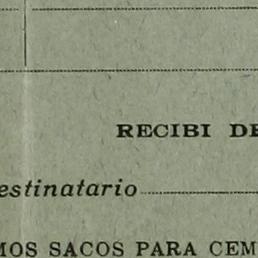 RECIBI DE
estinatario
MOS SACOS PARA CEM